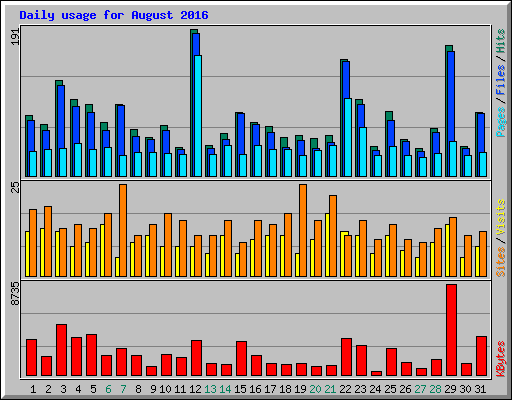 Daily usage for August 2016
191
Pages / Files / Hits
25
Sites / Visits
8735
KBytes
1 2 3 4 5 6 7 8 9 10 11 12 13 14 15 16 17 18 19 20 21 22 23 24 25 26 27 28 29 30 31